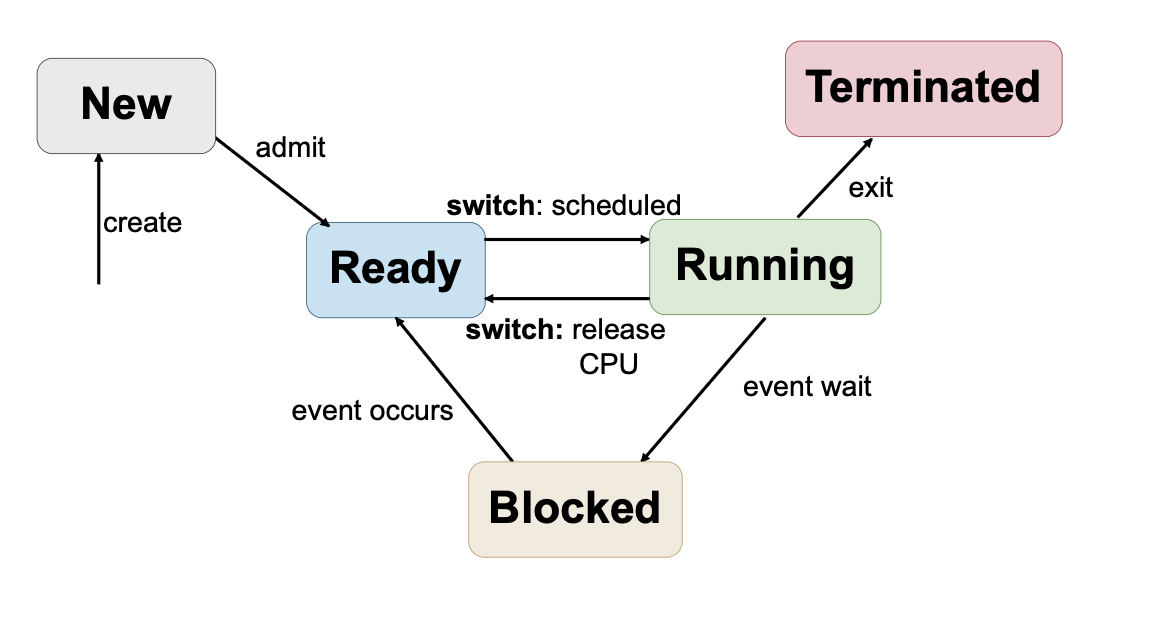 New
Terminated
admit
exit
create
switch: scheduled
Ready
Running
switch: release
CPU
event wait
event occurs
Blocked